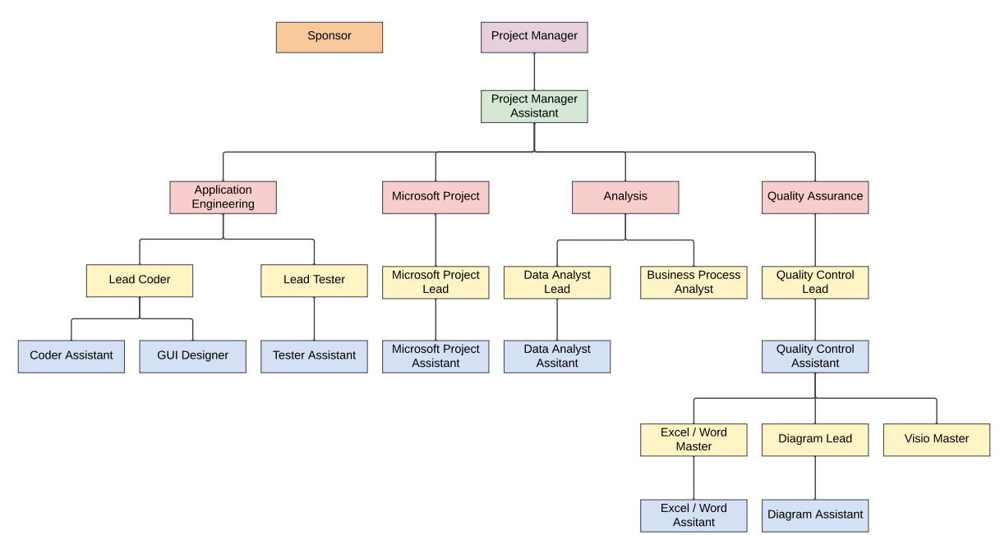 Sponsor
Project Manager
Project Manager
Assistant
Application
Engineering
Microsoft Project
Analysis
Quality Assurance
Lead Coder
Lead Tester
Microsoft Project
Lead
Data Analyst
Lead
Business Process
Analyst
Quality Control
Lead
Coder Assistant
GUI Designer
Tester Assistant
Microsoft Project
Assistant
Data Analyst
Assitant
Quality Control
Assistant
Excel / Word
Master
Diagram Lead
Visio Master
Excel / Word
Assitant
Diagram Assistant